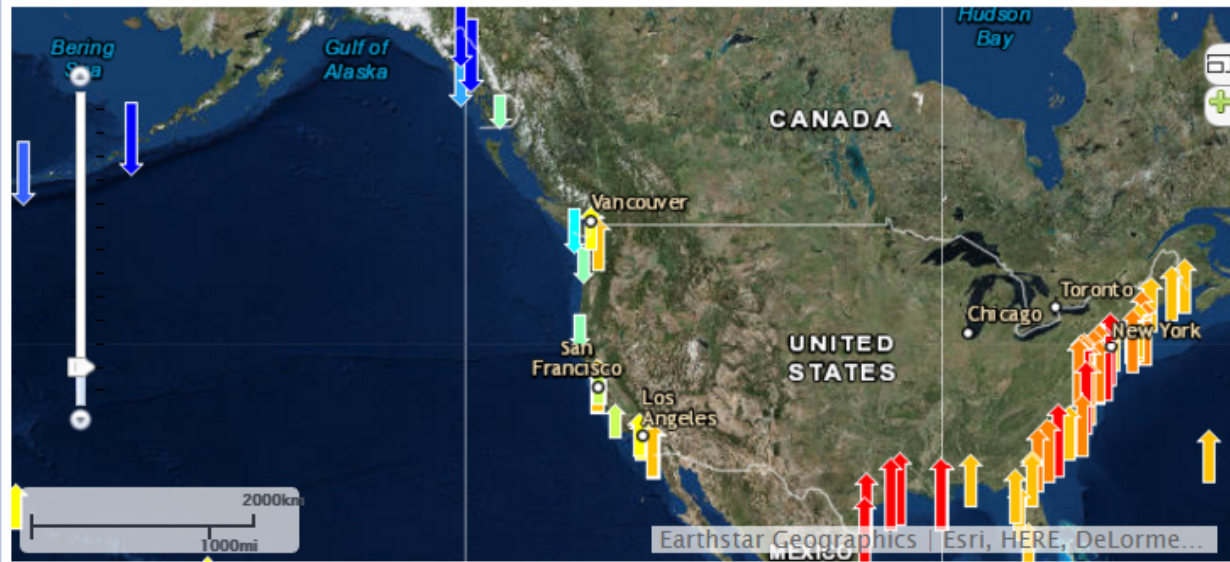 Hudson
Bay
Bering
Sea
Gulf of
Alaska
CANADA
Vancouver
Toronto
Chicago
New York
UNITED
STATES
San
Francisco
Los
Angeles
2000km
1000mi
MEXICO
Earthstar Geographics | Esri, HERE, DeLorme...